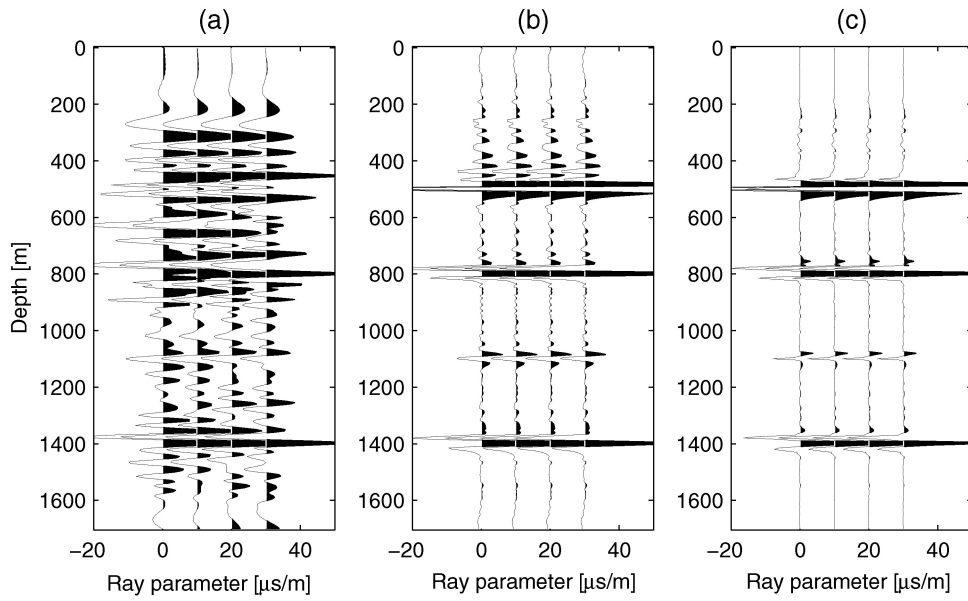 (a) (b) (c)
0 0 0
200 200 200
400 400 400
600 600 600
Depth [m]
800 800 800
1000 1000 1000
1200 1200 1200
1400 1400 1400
1600 1600 1600
−20 0 20 40 −20 0 20 40 −20 0 20 40
Ray parameter [μs/m] Ray parameter [μs/m] Ray parameter [μs/m]